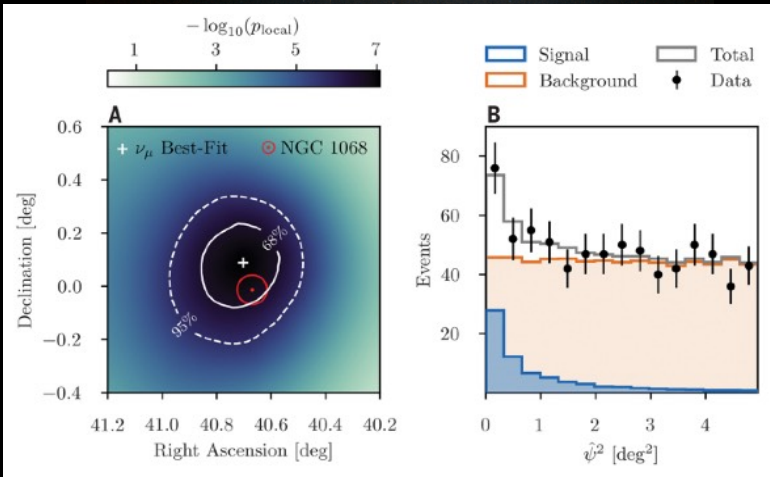 −log₁₀(p_local)
1 3 5 7
A
+ ν_μ Best-Fit ⊙ NGC 1068
68%
95%
0.6
0.4
0.2
0.0
−0.2
−0.4
Declination [deg]
41.2 41.0 40.8 40.6 40.4 40.2
Right Ascension [deg]
Signal Total
Background Data
B
80
60
40
20
Events
0 1 2 3 4
ψ̂² [deg²]